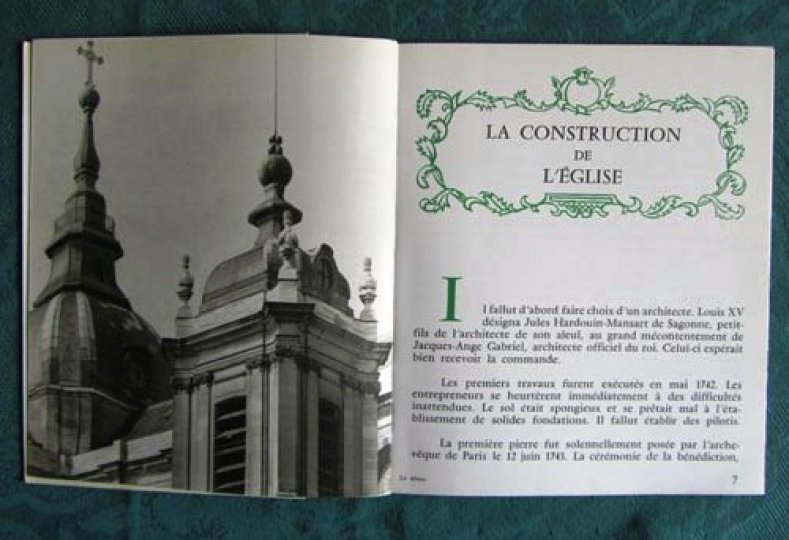 LA CONSTRUCTION
DE
L'ÉGLISE
Il fallut d'abord faire choix d'un architecte. Louis XV
désigna Jules Hardouin-Mansart de Sagonne, petit-
fils de l'architecte de son aïeul, au grand mécontentement de
Jacques-Ange Gabriel, architecte officiel du roi. Celui-ci espérait
bien recevoir la commande.
Les premiers travaux furent exécutés en mai 1742. Les
entrepreneurs se heurtèrent immédiatement à des difficultés
inattendues. Le sol était spongieux et se prêtait mal à l'éta-
blissement de solides fondations. Il fallut établir des pilotis.
La première pierre fut solennellement posée par l'arche-
vêque de Paris le 12 juin 1743. La cérémonie de la bénédiction,
Le dôme
7